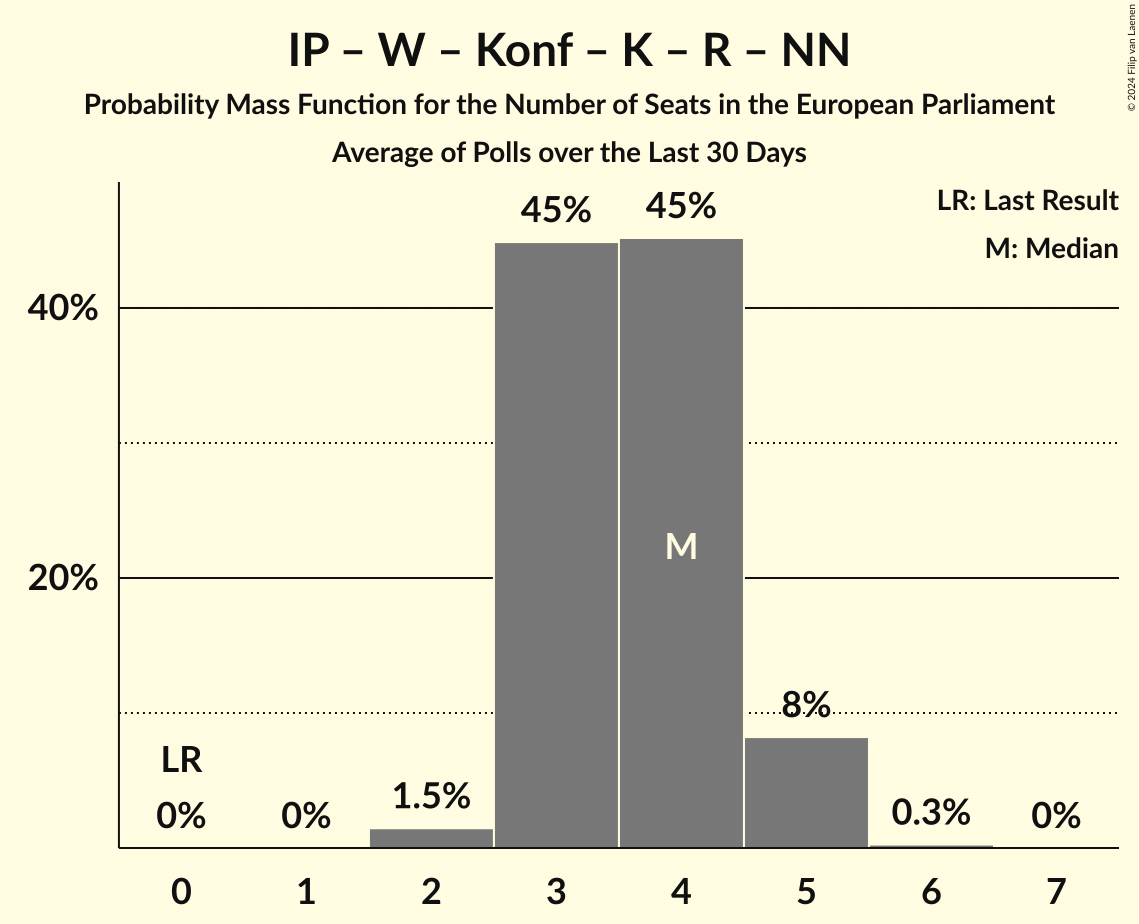 IP – W – Konf – K – R – NN
Probability Mass Function for the Number of Seats in the European Parliament
Average of Polls over the Last 30 Days
© 2024 Filip van Laenen
LR: Last Result
M: Median
45%
45%
40%
M
20%
8%
LR
1.5%
0.3%
0%
0%
0%
0 1 2 3 4 5 6 7